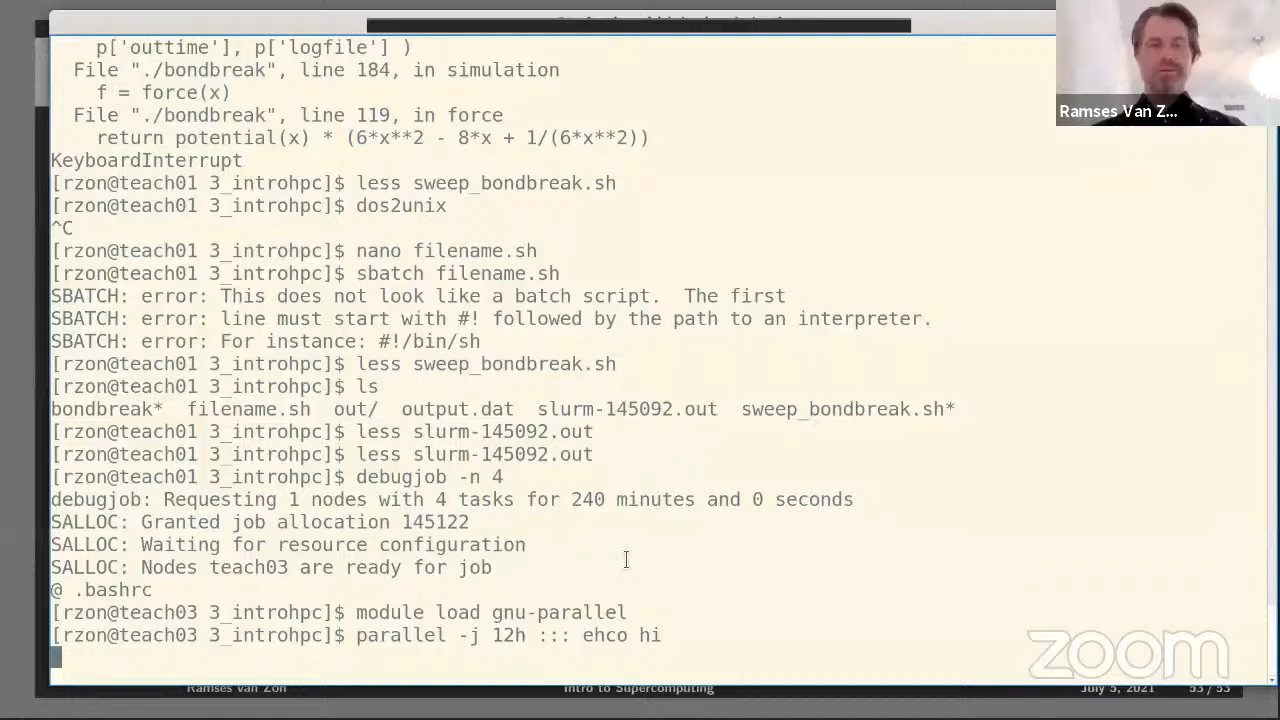 p['outtime'], p['logfile'] )
File "./bondbreak", line 184, in simulation
f = force(x)
File "./bondbreak", line 119, in force
return potential(x) * (6*x**2 - 8*x + 1/(6*x**2))
KeyboardInterrupt
[rzon@teach01 3_introhpc]$ less sweep_bondbreak.sh
[rzon@teach01 3_introhpc]$ dos2unix
^C
[rzon@teach01 3_introhpc]$ nano filename.sh
[rzon@teach01 3_introhpc]$ sbatch filename.sh
SBATCH: error: This does not look like a batch script.  The first
SBATCH: error: line must start with #! followed by the path to an interpreter.
SBATCH: error: For instance: #!/bin/sh
[rzon@teach01 3_introhpc]$ less sweep_bondbreak.sh
[rzon@teach01 3_introhpc]$ ls
bondbreak*  filename.sh  out/  output.dat  slurm-145092.out  sweep_bondbreak.sh*
[rzon@teach01 3_introhpc]$ less slurm-145092.out
[rzon@teach01 3_introhpc]$ less slurm-145092.out
[rzon@teach01 3_introhpc]$ debugjob -n 4
debugjob: Requesting 1 nodes with 4 tasks for 240 minutes and 0 seconds
SALLOC: Granted job allocation 145122
SALLOC: Waiting for resource configuration
SALLOC: Nodes teach03 are ready for job
@ .bashrc
[rzon@teach03 3_introhpc]$ module load gnu-parallel
[rzon@teach03 3_introhpc]$ parallel -j 12h ::: ehco hi
Ramses Van Z...
zoom
Ramses Van Zon
Intro to Supercomputing
July 5, 2021
53 / 53